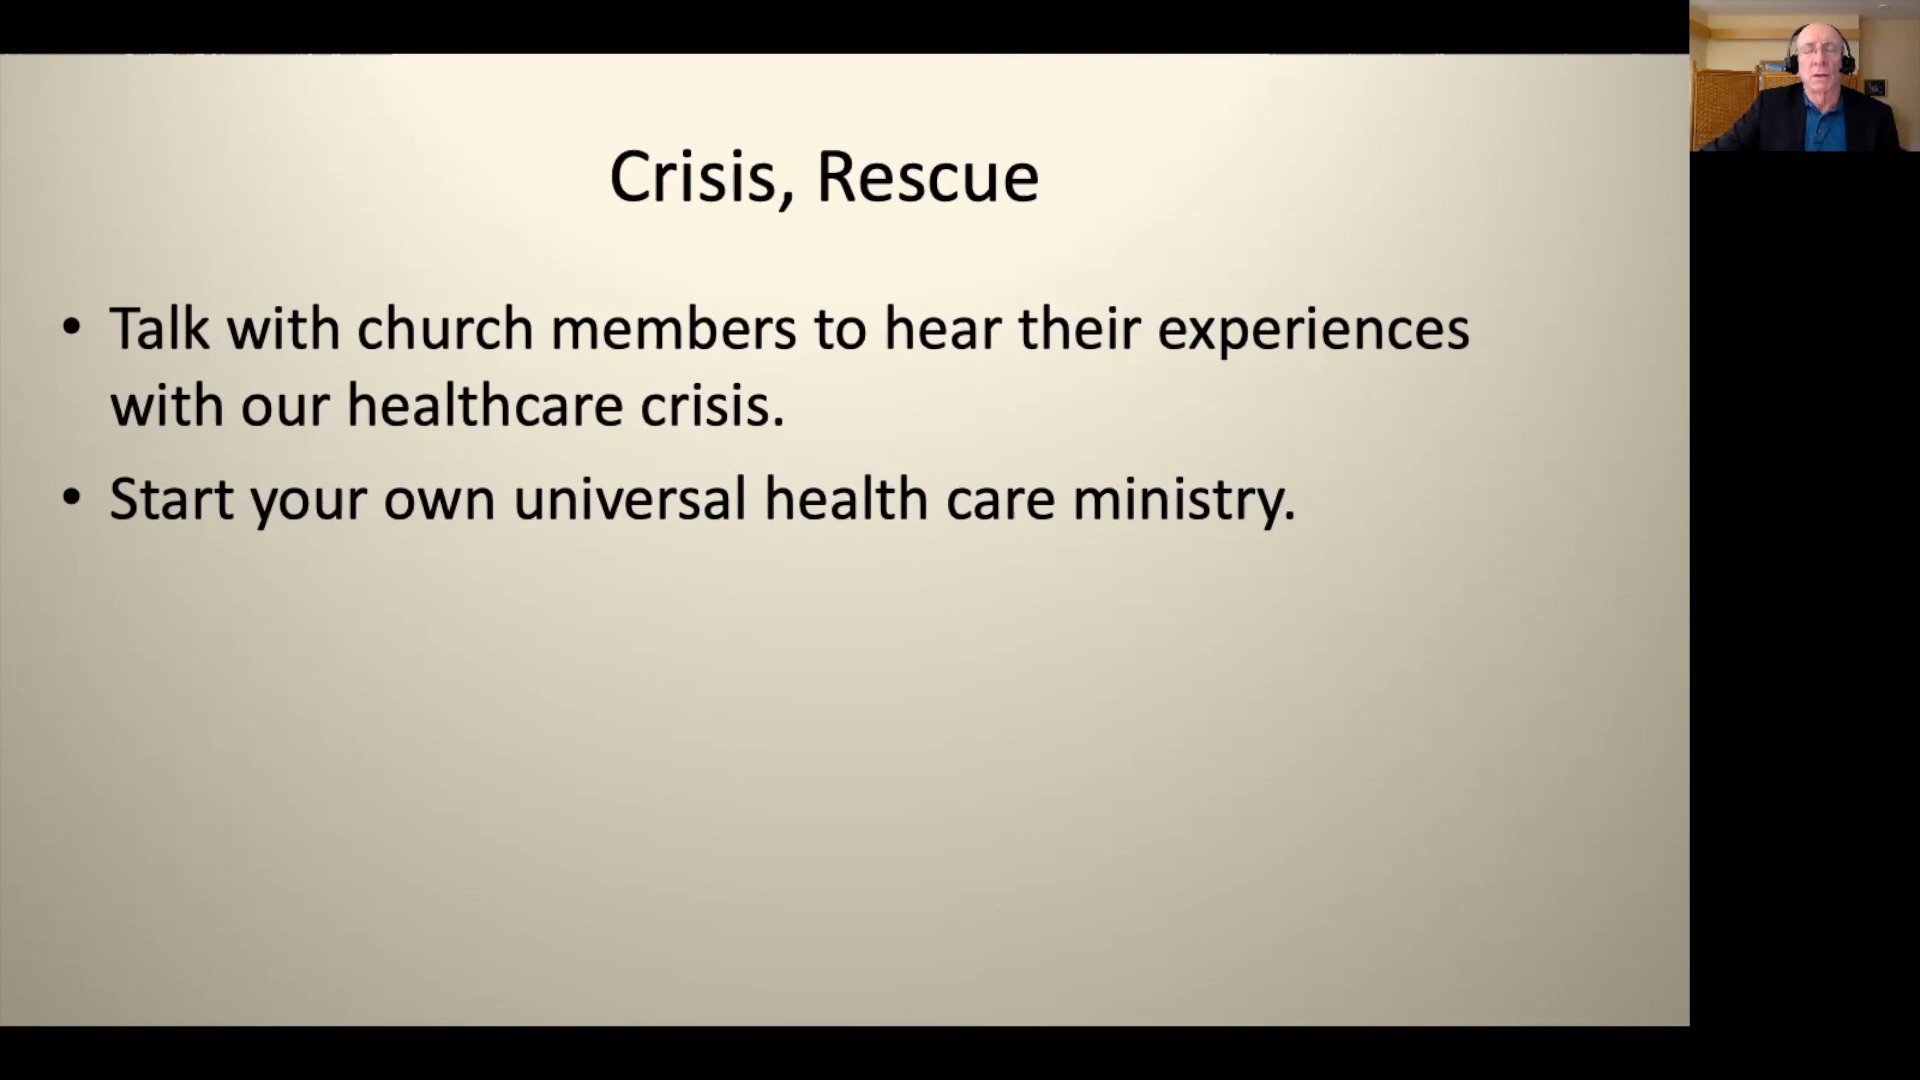 Crisis, Rescue
• Talk with church members to hear their experiences
with our healthcare crisis.
• Start your own universal health care ministry.